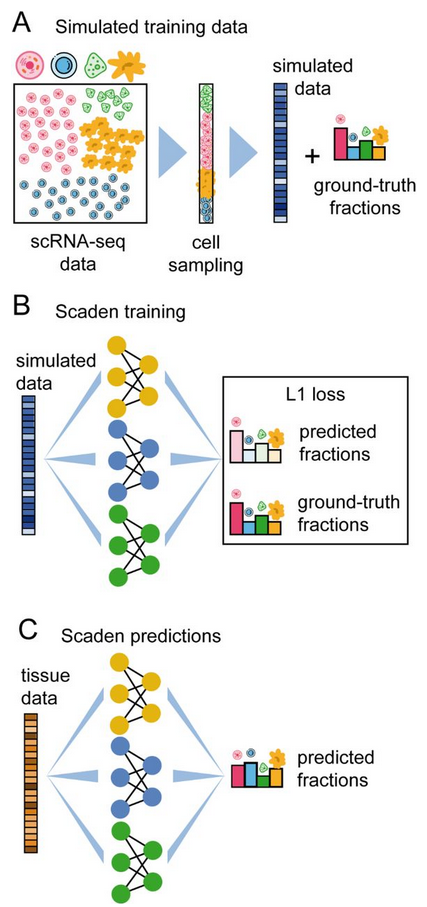 A
Simulated training data
simulated
data
+
ground-truth
fractions
scRNA-seq
data
cell
sampling
B
Scaden training
simulated
data
L1 loss
predicted
fractions
ground-truth
fractions
C
Scaden predictions
tissue
data
predicted
fractions